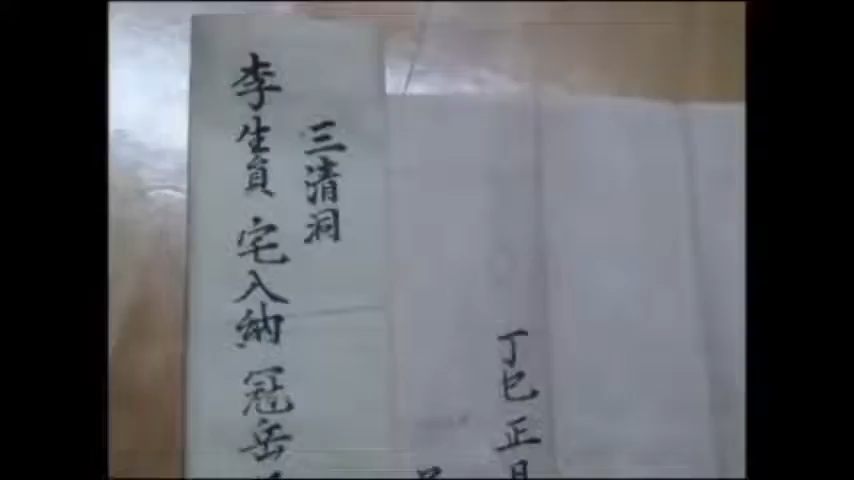 丁巳正月
三清洞
李生員 宅入納 冠岳